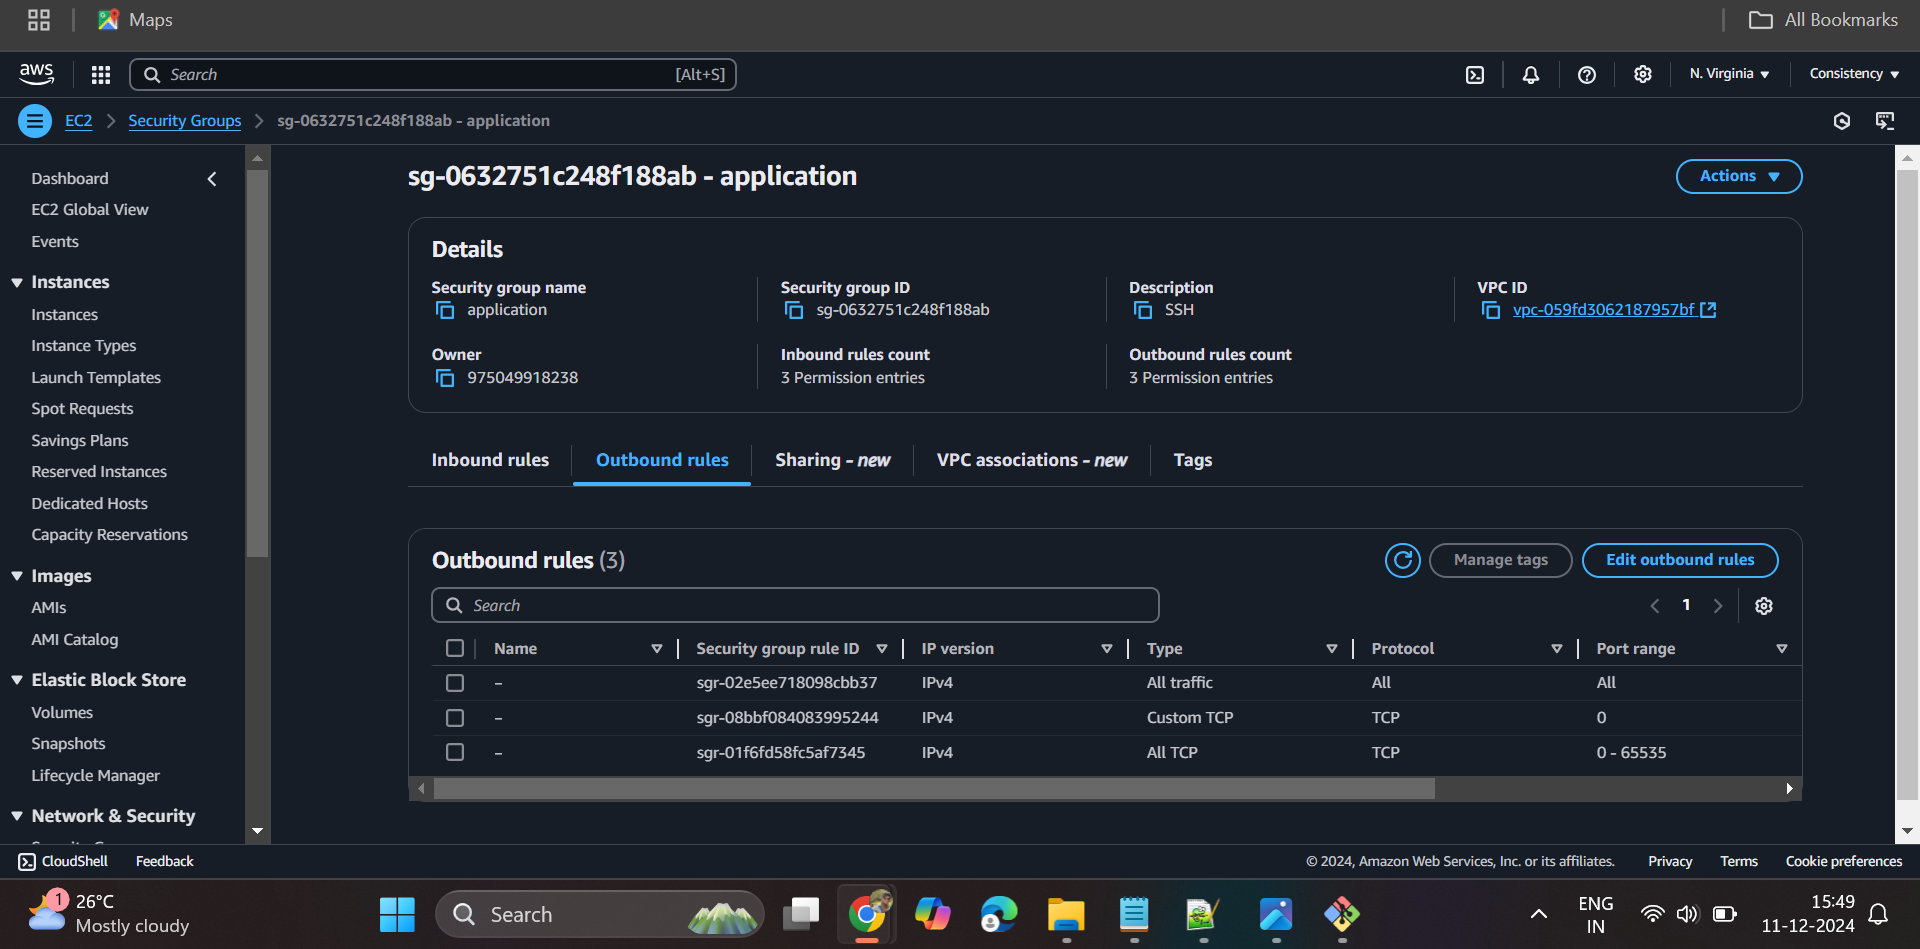 Maps
All Bookmarks
aws
Search
[Alt+S]
N. Virginia
Consistency
EC2
Security Groups
sg-0632751c248f188ab - application
Dashboard
EC2 Global View
Events
Instances
Instances
Instance Types
Launch Templates
Spot Requests
Savings Plans
Reserved Instances
Dedicated Hosts
Capacity Reservations
Images
AMIs
AMI Catalog
Elastic Block Store
Volumes
Snapshots
Lifecycle Manager
Network & Security
sg-0632751c248f188ab - application
Actions
Details
Security group name
application
Security group ID
sg-0632751c248f188ab
Description
SSH
VPC ID
vpc-059fd3062187957bf
Owner
975049918238
Inbound rules count
3 Permission entries
Outbound rules count
3 Permission entries
Inbound rules
Outbound rules
Sharing - new
VPC associations - new
Tags
Outbound rules (3)
Manage tags
Edit outbound rules
Search
1
Name Security group rule ID IP version Type Protocol Port range
– sgr-02e5ee718098cbb37 IPv4 All traffic All All
– sgr-08bbf084083995244 IPv4 Custom TCP TCP 0
– sgr-01f6fd58fc5af7345 IPv4 All TCP TCP 0 - 65535
CloudShell
Feedback
© 2024, Amazon Web Services, Inc. or its affiliates.
Privacy
Terms
Cookie preferences
1
26°C
Mostly cloudy
Search
ENG
IN
15:49
11-12-2024